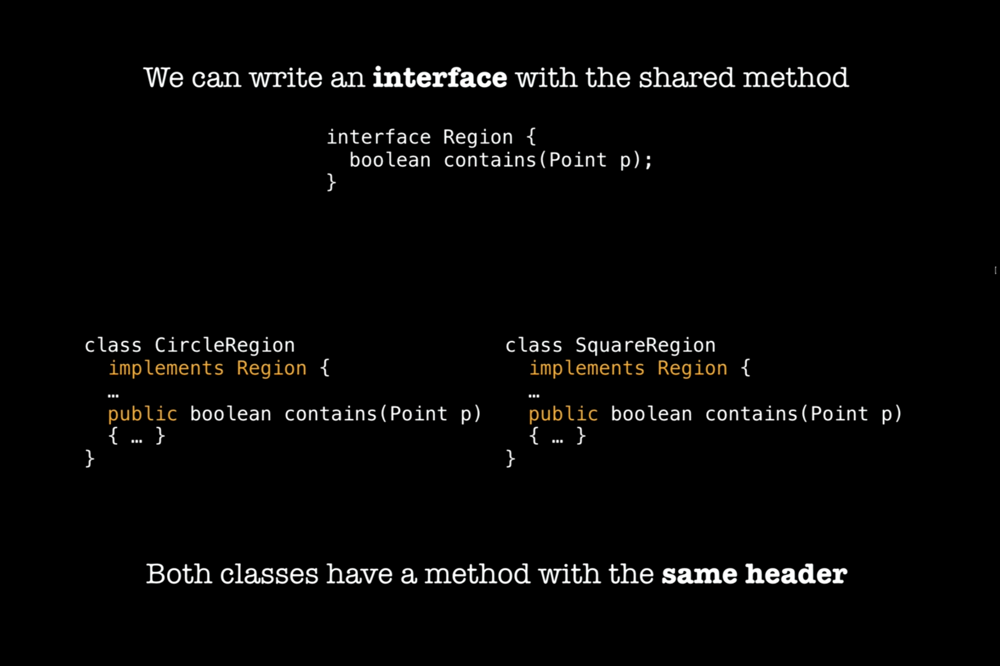 We can write an interface with the shared method
interface Region {
  boolean contains(Point p);
}
class CircleRegion
  implements Region {
  …
  public boolean contains(Point p)
  { … }
}
class SquareRegion
  implements Region {
  …
  public boolean contains(Point p)
  { … }
}
Both classes have a method with the same header